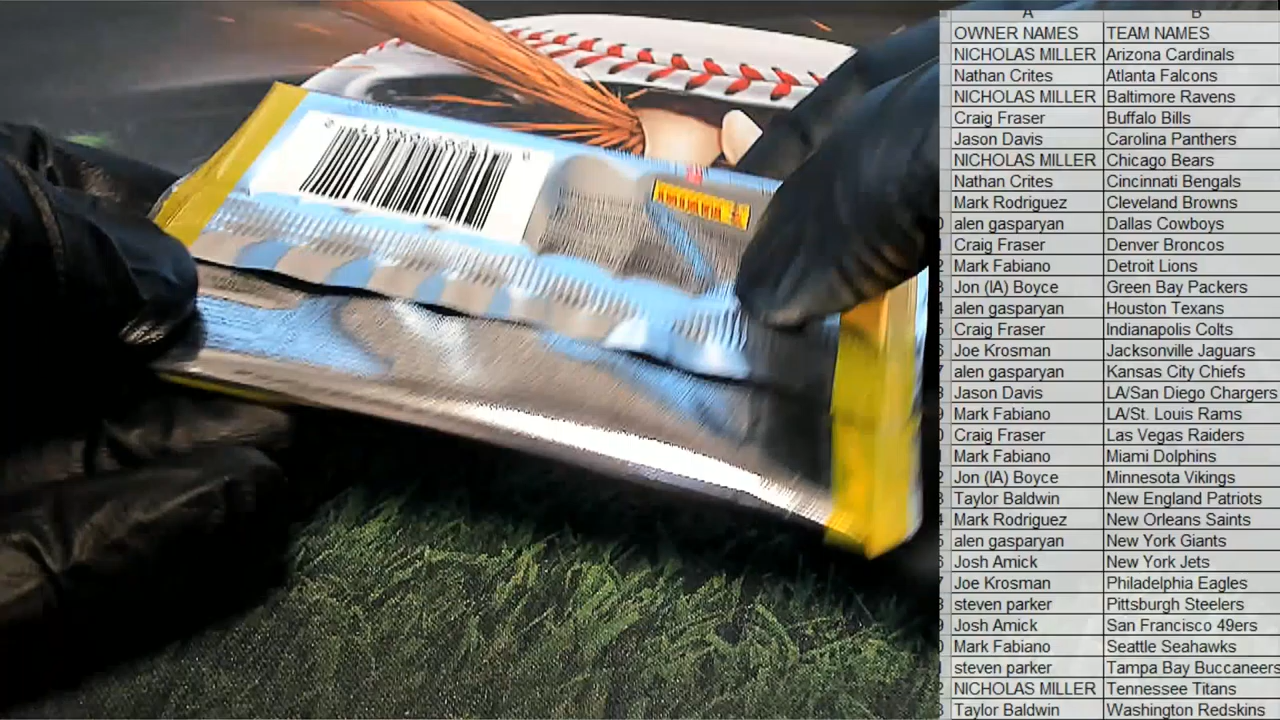 A B
OWNER NAMES TEAM NAMES
NICHOLAS MILLER Arizona Cardinals
Nathan Crites Atlanta Falcons
NICHOLAS MILLER Baltimore Ravens
Craig Fraser Buffalo Bills
Jason Davis Carolina Panthers
NICHOLAS MILLER Chicago Bears
Nathan Crites Cincinnati Bengals
Mark Rodriguez Cleveland Browns
alen gasparyan Dallas Cowboys
Craig Fraser Denver Broncos
Mark Fabiano Detroit Lions
Jon (IA) Boyce Green Bay Packers
alen gasparyan Houston Texans
Craig Fraser Indianapolis Colts
Joe Krosman Jacksonville Jaguars
alen gasparyan Kansas City Chiefs
Jason Davis LA/San Diego Chargers
Mark Fabiano LA/St. Louis Rams
Craig Fraser Las Vegas Raiders
Mark Fabiano Miami Dolphins
Jon (IA) Boyce Minnesota Vikings
Taylor Baldwin New England Patriots
Mark Rodriguez New Orleans Saints
alen gasparyan New York Giants
Josh Amick New York Jets
Joe Krosman Philadelphia Eagles
steven parker Pittsburgh Steelers
Josh Amick San Francisco 49ers
Mark Fabiano Seattle Seahawks
steven parker Tampa Bay Buccaneers
NICHOLAS MILLER Tennessee Titans
Taylor Baldwin Washington Redskins